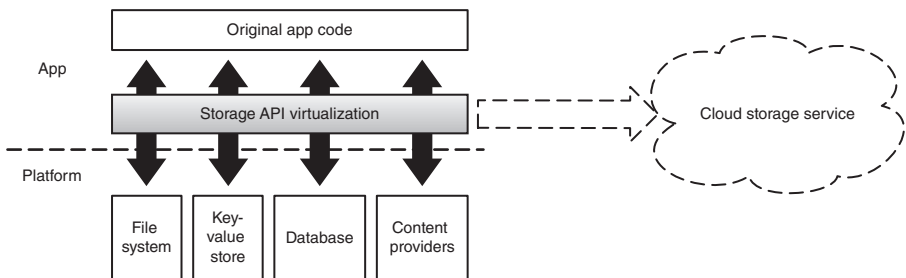 Original app code
App
Storage API virtualization
Cloud storage service
Platform
File
system
Key-
value
store
Database
Content
providers